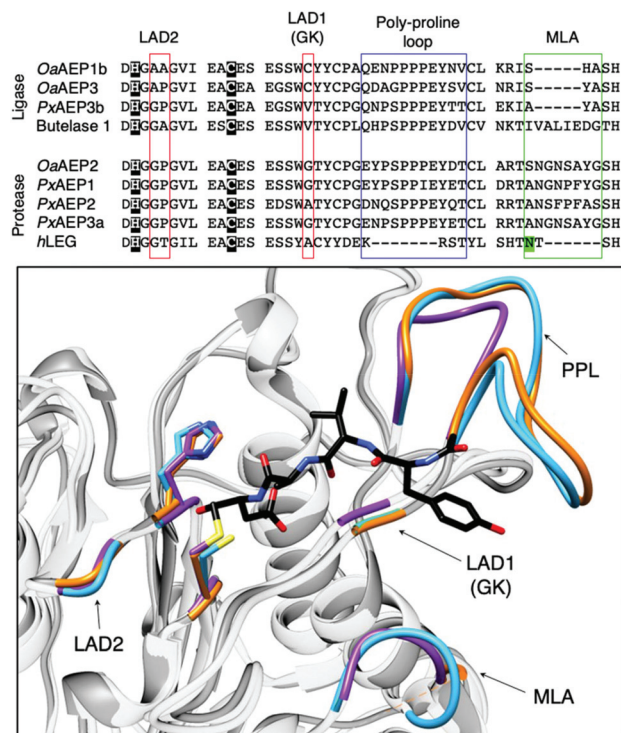 LAD2 LAD1 (GK) Poly-proline loop MLA
Ligase
OaAEP1b DHGAAGVI EACES ESSWCYYCPAQENPPPPEYNVCL KRIS-----HASH
OaAEP3 DHGAPGVI EACEA EGSWCYYCPGQDAGPPPEYSVCL NRIS-----YASH
PxAEP3b DHGAPGVL EACES EGSWVTYCPGQNPSPPPEYTTCL EKIA-----YASH
Butelase 1 DHGGAGVL ESCES ESSWVTYCPLQHPSPPPEYDVCV NKTIVALIEDGTH
Protease
OaAEP2 DHGGPGVL EACES ESSWGTYCPGEYPSPPPEYDTCL ARTSNGNSAYGSH
PxAEP1 DHGGPGVL EACES ESSWGTYCPGEYPSPPIEYETCL DRTANGNPFYGSH
PxAEP2 DHGGPGVL EACES EDSWATYCPGDNQSPPPEYQTCL RRTANSFPFASSH
PxAEP3a DHGGPGVL EACES ESSWGTYCPGENPSPPPEYSTCL RRTANGNSAYGSH
hLEG DHGGTGIL EACES ESSYACYYDEK-------RSTYL SHTNT------SH
PPL
LAD1
(GK)
LAD2
MLA